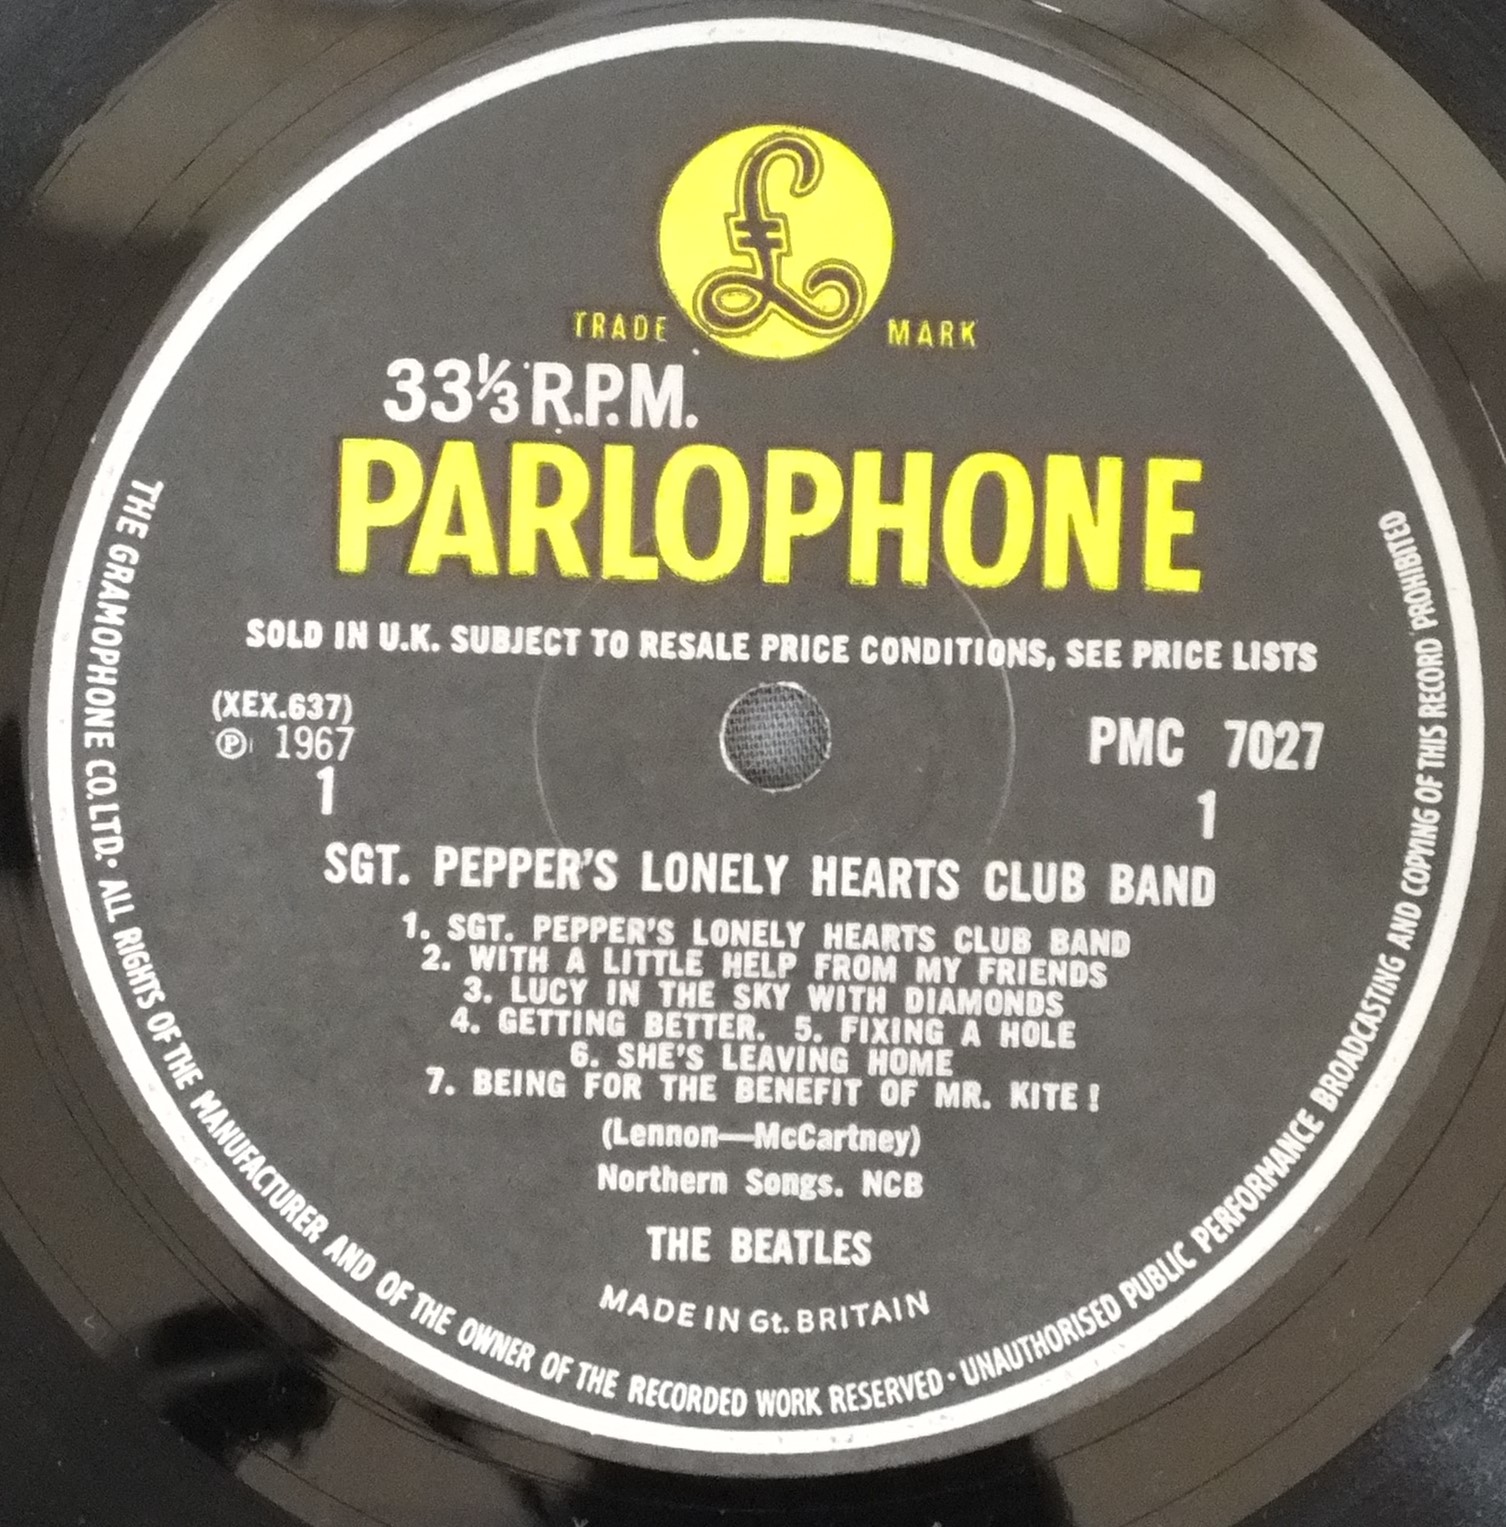 £
TRADE MARK
33⅓ R.P.M.
PARLOPHONE
SOLD IN U.K. SUBJECT TO RESALE PRICE CONDITIONS, SEE PRICE LISTS
(XEX.637)
℗ 1967
1
PMC 7027
1
SGT. PEPPER'S LONELY HEARTS CLUB BAND
1. SGT. PEPPER'S LONELY HEARTS CLUB BAND
2. WITH A LITTLE HELP FROM MY FRIENDS
3. LUCY IN THE SKY WITH DIAMONDS
4. GETTING BETTER. 5. FIXING A HOLE
6. SHE'S LEAVING HOME
7. BEING FOR THE BENEFIT OF MR. KITE !
(Lennon—McCartney)
Northern Songs. NCB
THE BEATLES
MADE IN Gt. BRITAIN
THE GRAMOPHONE CO. LTD. • ALL RIGHTS OF THE MANUFACTURER AND OF THE OWNER OF THE RECORDED WORK RESERVED • UNAUTHORISED PUBLIC PERFORMANCE BROADCASTING AND COPYING OF THIS RECORD PROHIBITED